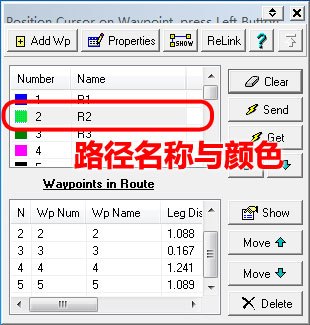 Position Cursor on Waypoint, press Left Button
Add Wp Properties SHOW ReLink ?
Number Name
1 R1
2 R2
3 R3
4
5
路径名称与颜色
Clear
Send
Get
Waypoints in Route
N Wp Num Wp Name Leg Dis
2 2 2 1.088
3 3 3 0.167
4 4 4 1.241
5 5 5 1.089
Show
Move
Move
Delete